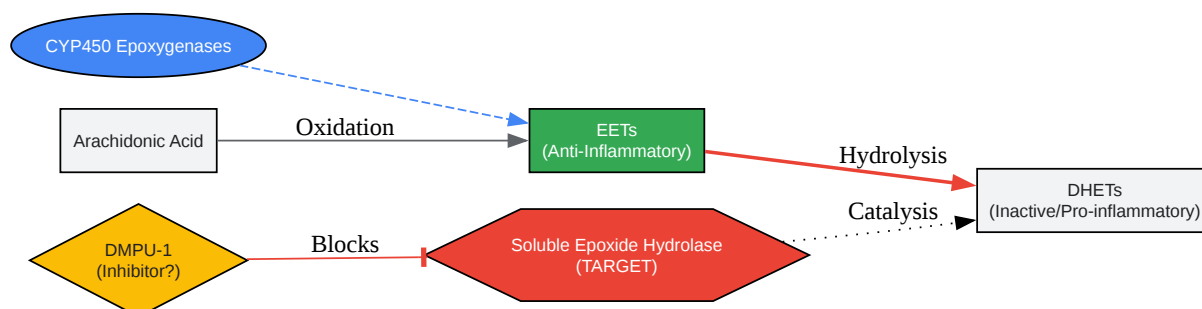 CYP450 Epoxygenases
Arachidonic Acid
Oxidation
EETs
(Anti-Inflammatory)
Hydrolysis
DHETs
(Inactive/Pro-inflammatory)
Catalysis
DMPU-1
(Inhibitor?)
Blocks
Soluble Epoxide Hydrolase
(TARGET)